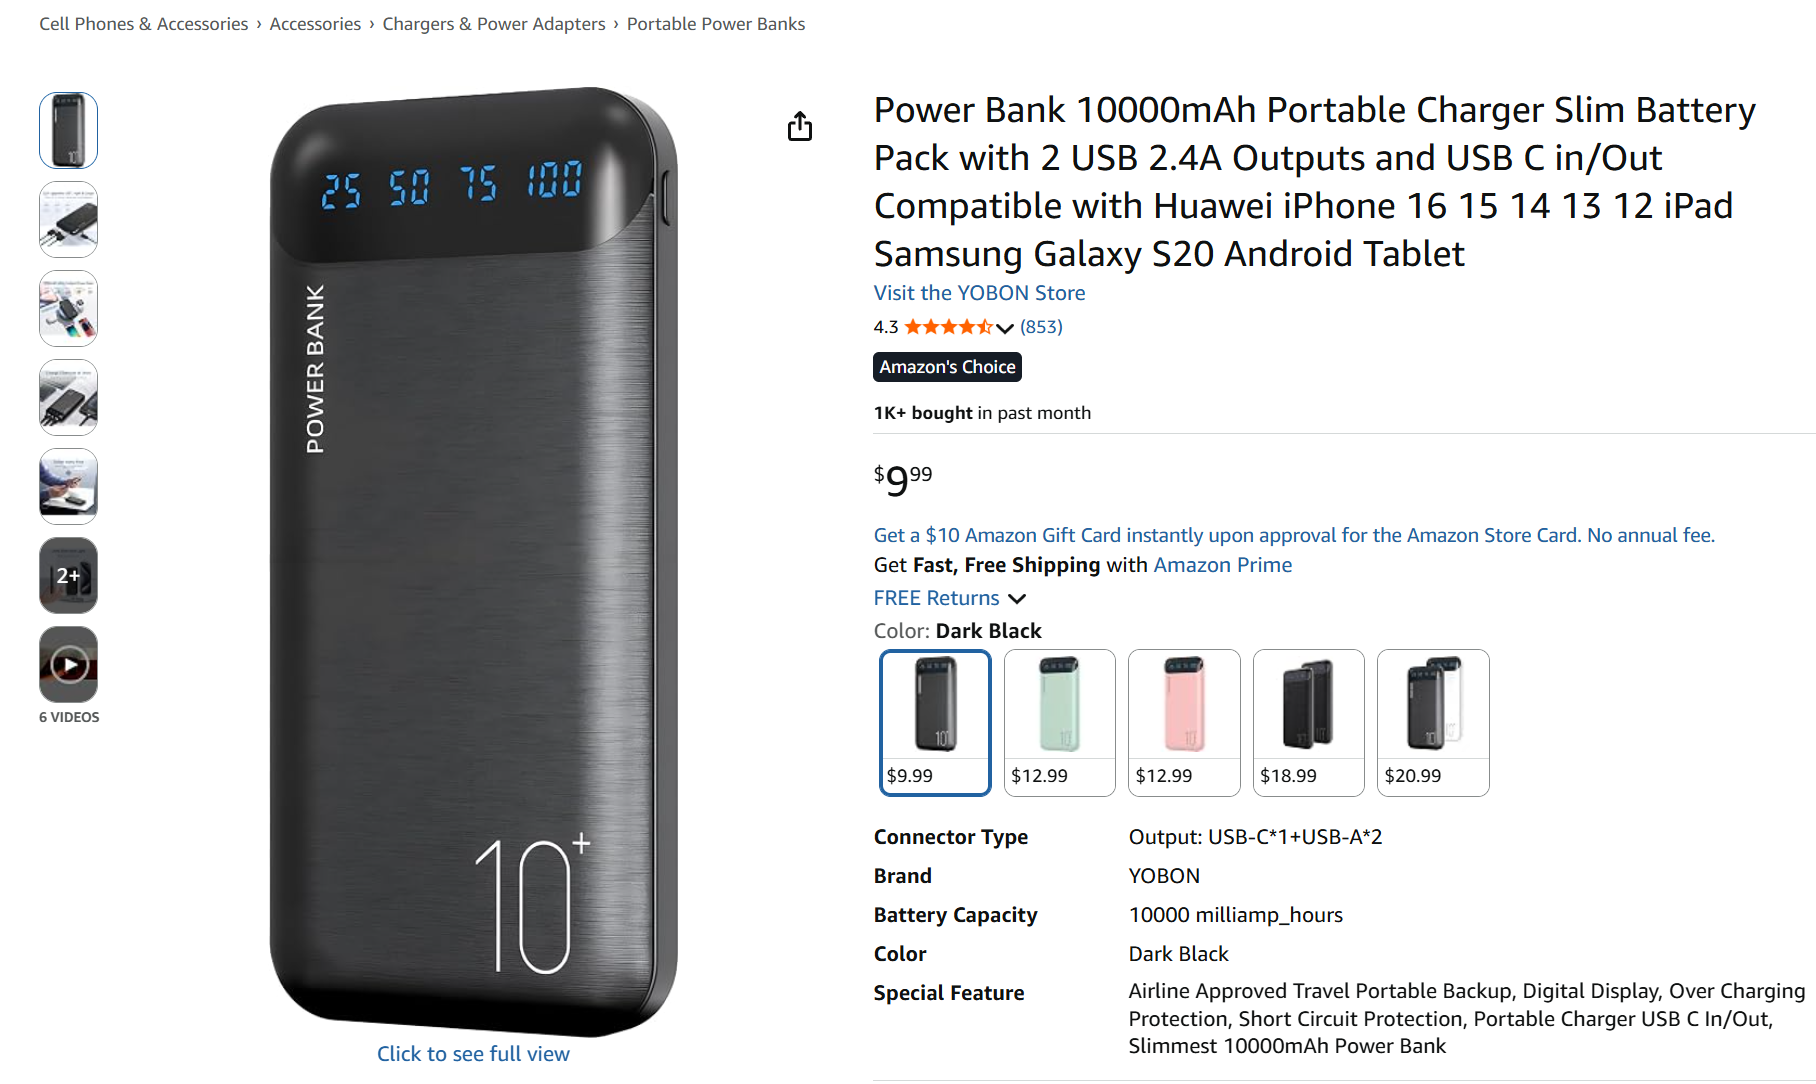 Cell Phones & Accessories › Accessories › Chargers & Power Adapters › Portable Power Banks
25 50 75 100
POWER BANK
10+
2+
6 VIDEOS
Click to see full view
Power Bank 10000mAh Portable Charger Slim Battery
Pack with 2 USB 2.4A Outputs and USB C in/Out
Compatible with Huawei iPhone 16 15 14 13 12 iPad
Samsung Galaxy S20 Android Tablet
Visit the YOBON Store
4.3 (853)
Amazon's Choice
1K+ bought in past month
$9.99
Get a $10 Amazon Gift Card instantly upon approval for the Amazon Store Card. No annual fee.
Get Fast, Free Shipping with Amazon Prime
FREE Returns
Color: Dark Black
$9.99 $12.99 $12.99 $18.99 $20.99
Connector Type Output: USB-C*1+USB-A*2
Brand YOBON
Battery Capacity 10000 milliamp_hours
Color Dark Black
Special Feature Airline Approved Travel Portable Backup, Digital Display, Over Charging
Protection, Short Circuit Protection, Portable Charger USB C In/Out,
Slimmest 10000mAh Power Bank